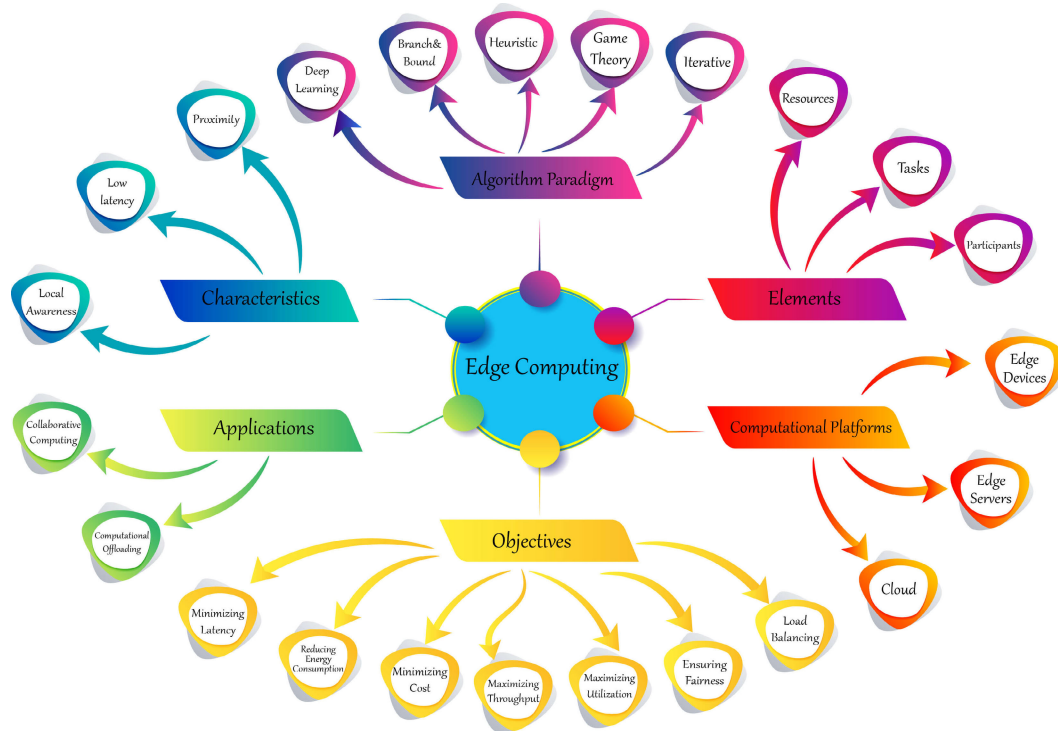 Branch&
Bound
Heuristic
Game
Theory
Iterative
Deep
Learning
Algorithm Paradigm
Resources
Tasks
Participants
Elements
Proximity
Low
latency
Local
Awareness
Characteristics
Edge Computing
Edge
Devices
Edge
Servers
Cloud
Computational Platforms
Collaborative
Computing
Computational
Offloading
Applications
Objectives
Minimizing
Latency
Reducing
Energy
Consumption
Minimizing
Cost
Maximizing
Throughput
Maximizing
Utilization
Ensuring
Fairness
Load
Balancing